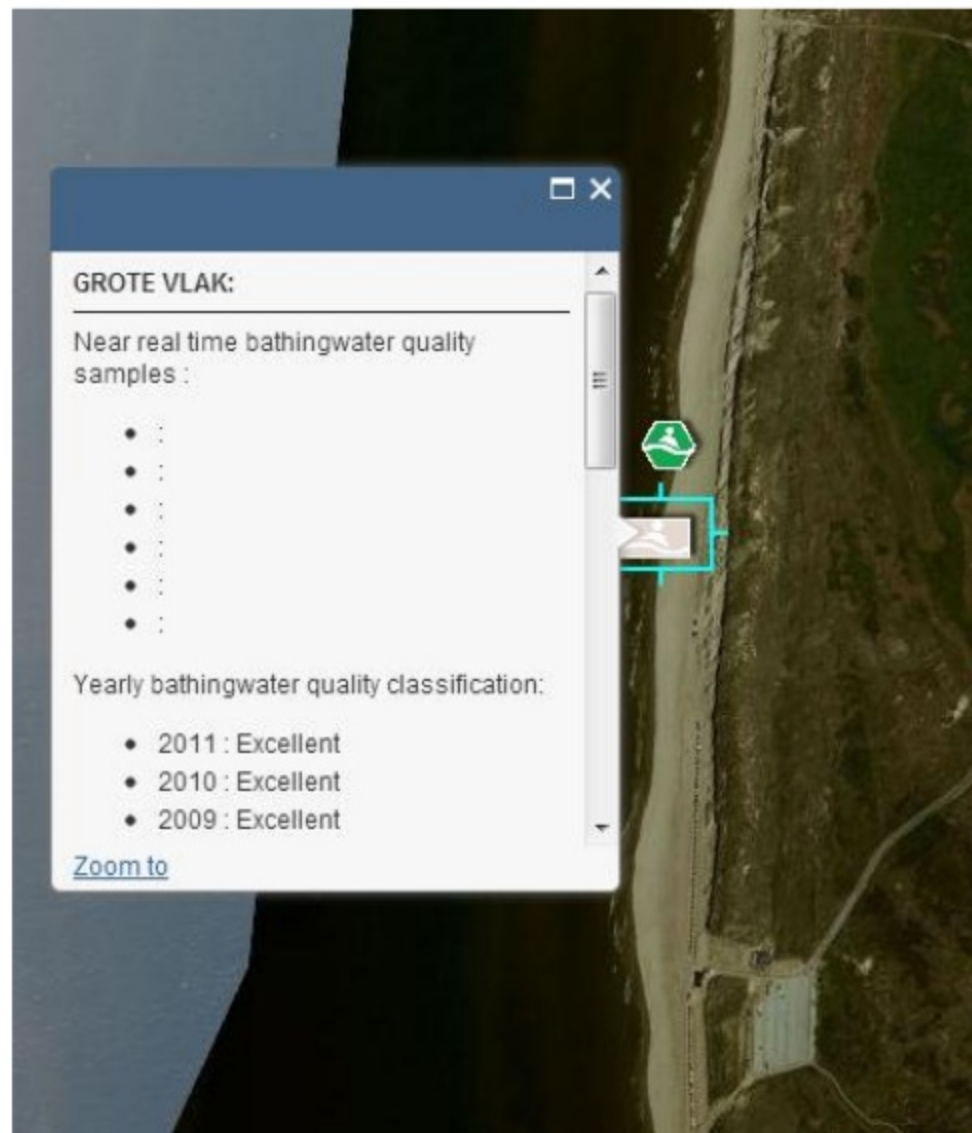 GROTE VLAK:
Near real time bathingwater quality
samples :
• :
• :
• :
• :
• :
• :
Yearly bathingwater quality classification:
• 2011 : Excellent
• 2010 : Excellent
• 2009 : Excellent
Zoom to